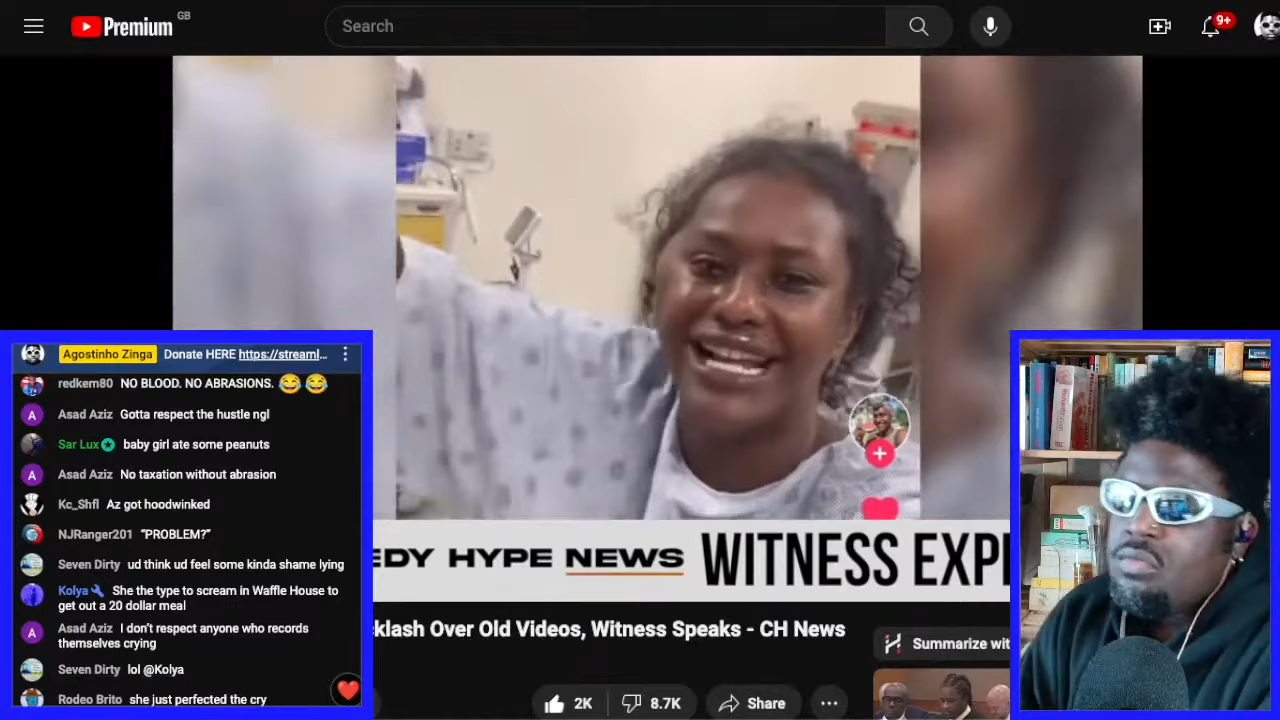 Premium GB
Search
9+
Agostinho Zinga Donate HERE https://streaml...
redkem80 NO BLOOD. NO ABRASIONS. 😂😂
A Asad Aziz Gotta respect the hustle ngl
Sar Lux baby girl ate some peanuts
A Asad Aziz No taxation without abrasion
Kc_Shfl Az got hoodwinked
NJRanger201 “PROBLEM?”
Seven Dirty ud think ud feel some kinda shame lying
Kolya She the type to scream in Waffle House to
get out a 20 dollar meal
A Asad Aziz I don’t respect anyone who records
themselves crying
Seven Dirty lol @Kolya
Rodeo Brito she just perfected the cry
EDY HYPE NEWS WITNESS EXP
klash Over Old Videos, Witness Speaks - CH News
Summarize wit
2K 8.7K Share